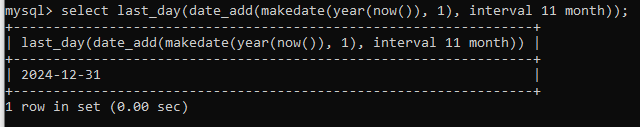 mysql> select last_day(date_add(makedate(year(now()), 1), interval 11 month));
+-----------------------------------------------------------------+
| last_day(date_add(makedate(year(now()), 1), interval 11 month)) |
+-----------------------------------------------------------------+
| 2024-12-31                                                      |
+-----------------------------------------------------------------+
1 row in set (0.00 sec)